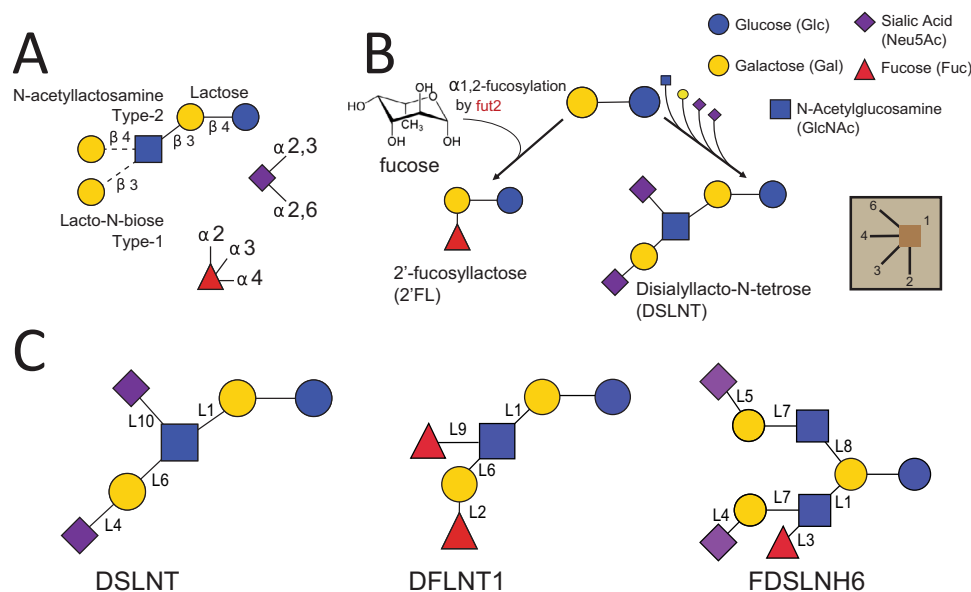 A
N-acetyllactosamine
Type-2
Lactose
β 4
β 4
β 3
β 3
Lacto-N-biose
Type-1
α 2,3
α 2,6
α 2
α 3
α 4
B
HO
OH
OH
O
CH₃
OH
OH
fucose
α1,2-fucosylation
by fut2
2'-fucosyllactose
(2'FL)
Disialyllacto-N-tetrose
(DSLNT)
Glucose (Glc)
Galactose (Gal)
Sialic Acid
(Neu5Ac)
Fucose (Fuc)
N-Acetylglucosamine
(GlcNAc)
6
1
4
3
2
C
L10
L1
L6
L4
DSLNT
L1
L9
L6
L2
DFLNT1
L5
L7
L8
L7
L1
L4
L3
FDSLNH6